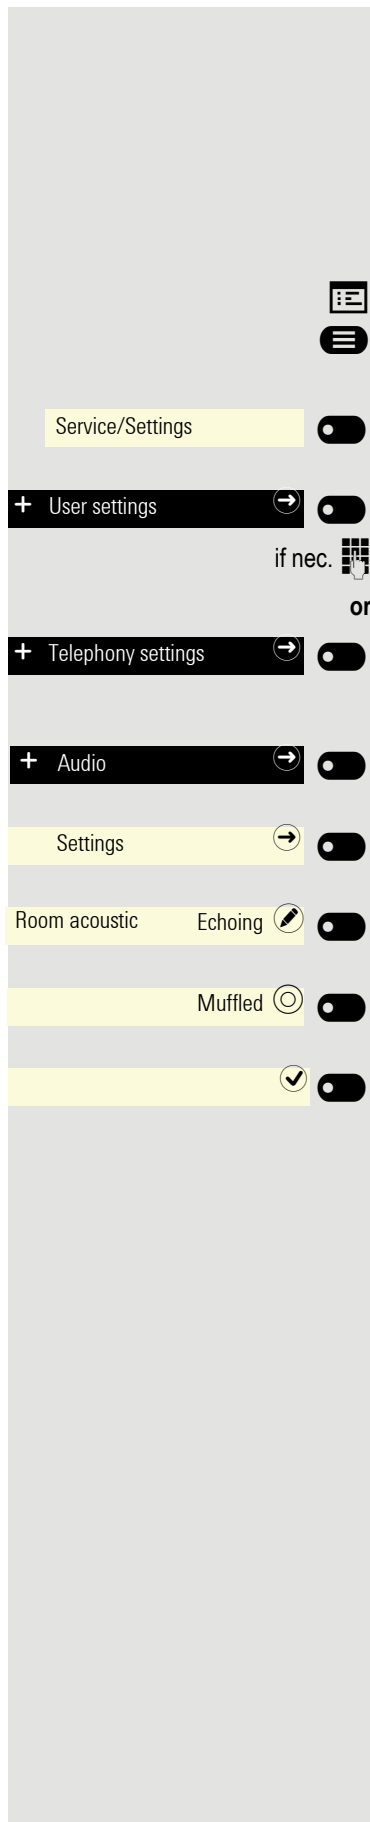 Service/Settings
+ User settings
if nec.
or
+ Telephony settings
+ Audio
Settings
Room acoustic Echoing
Muffled